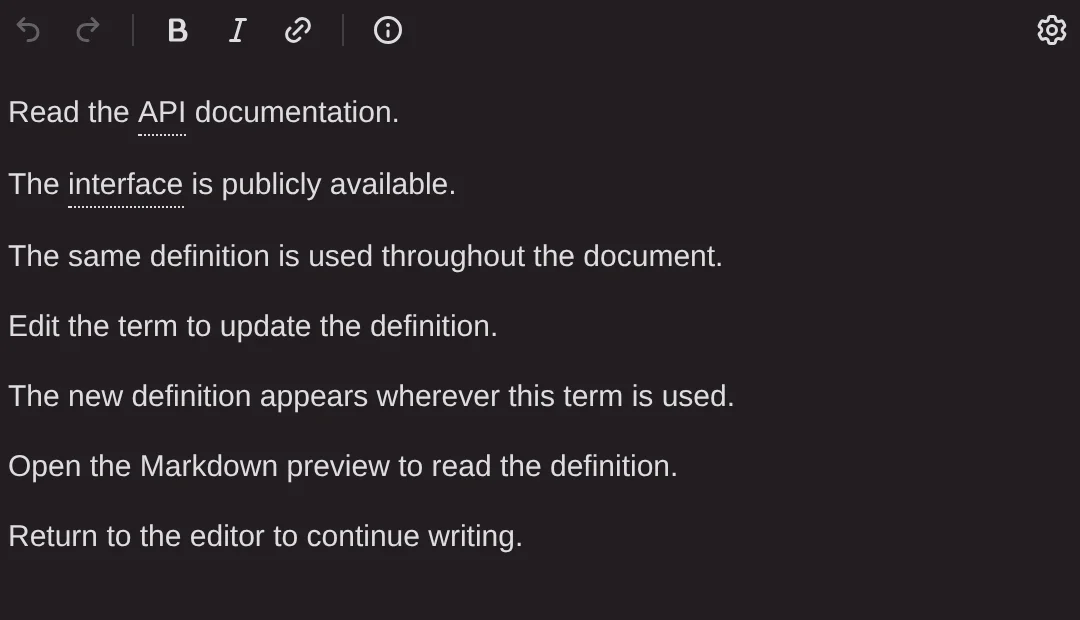 Read the API documentation.
The interface is publicly available.
The same definition is used throughout the document.
Edit the term to update the definition.
The new definition appears wherever this term is used.
Open the Markdown preview to read the definition.
Return to the editor to continue writing.